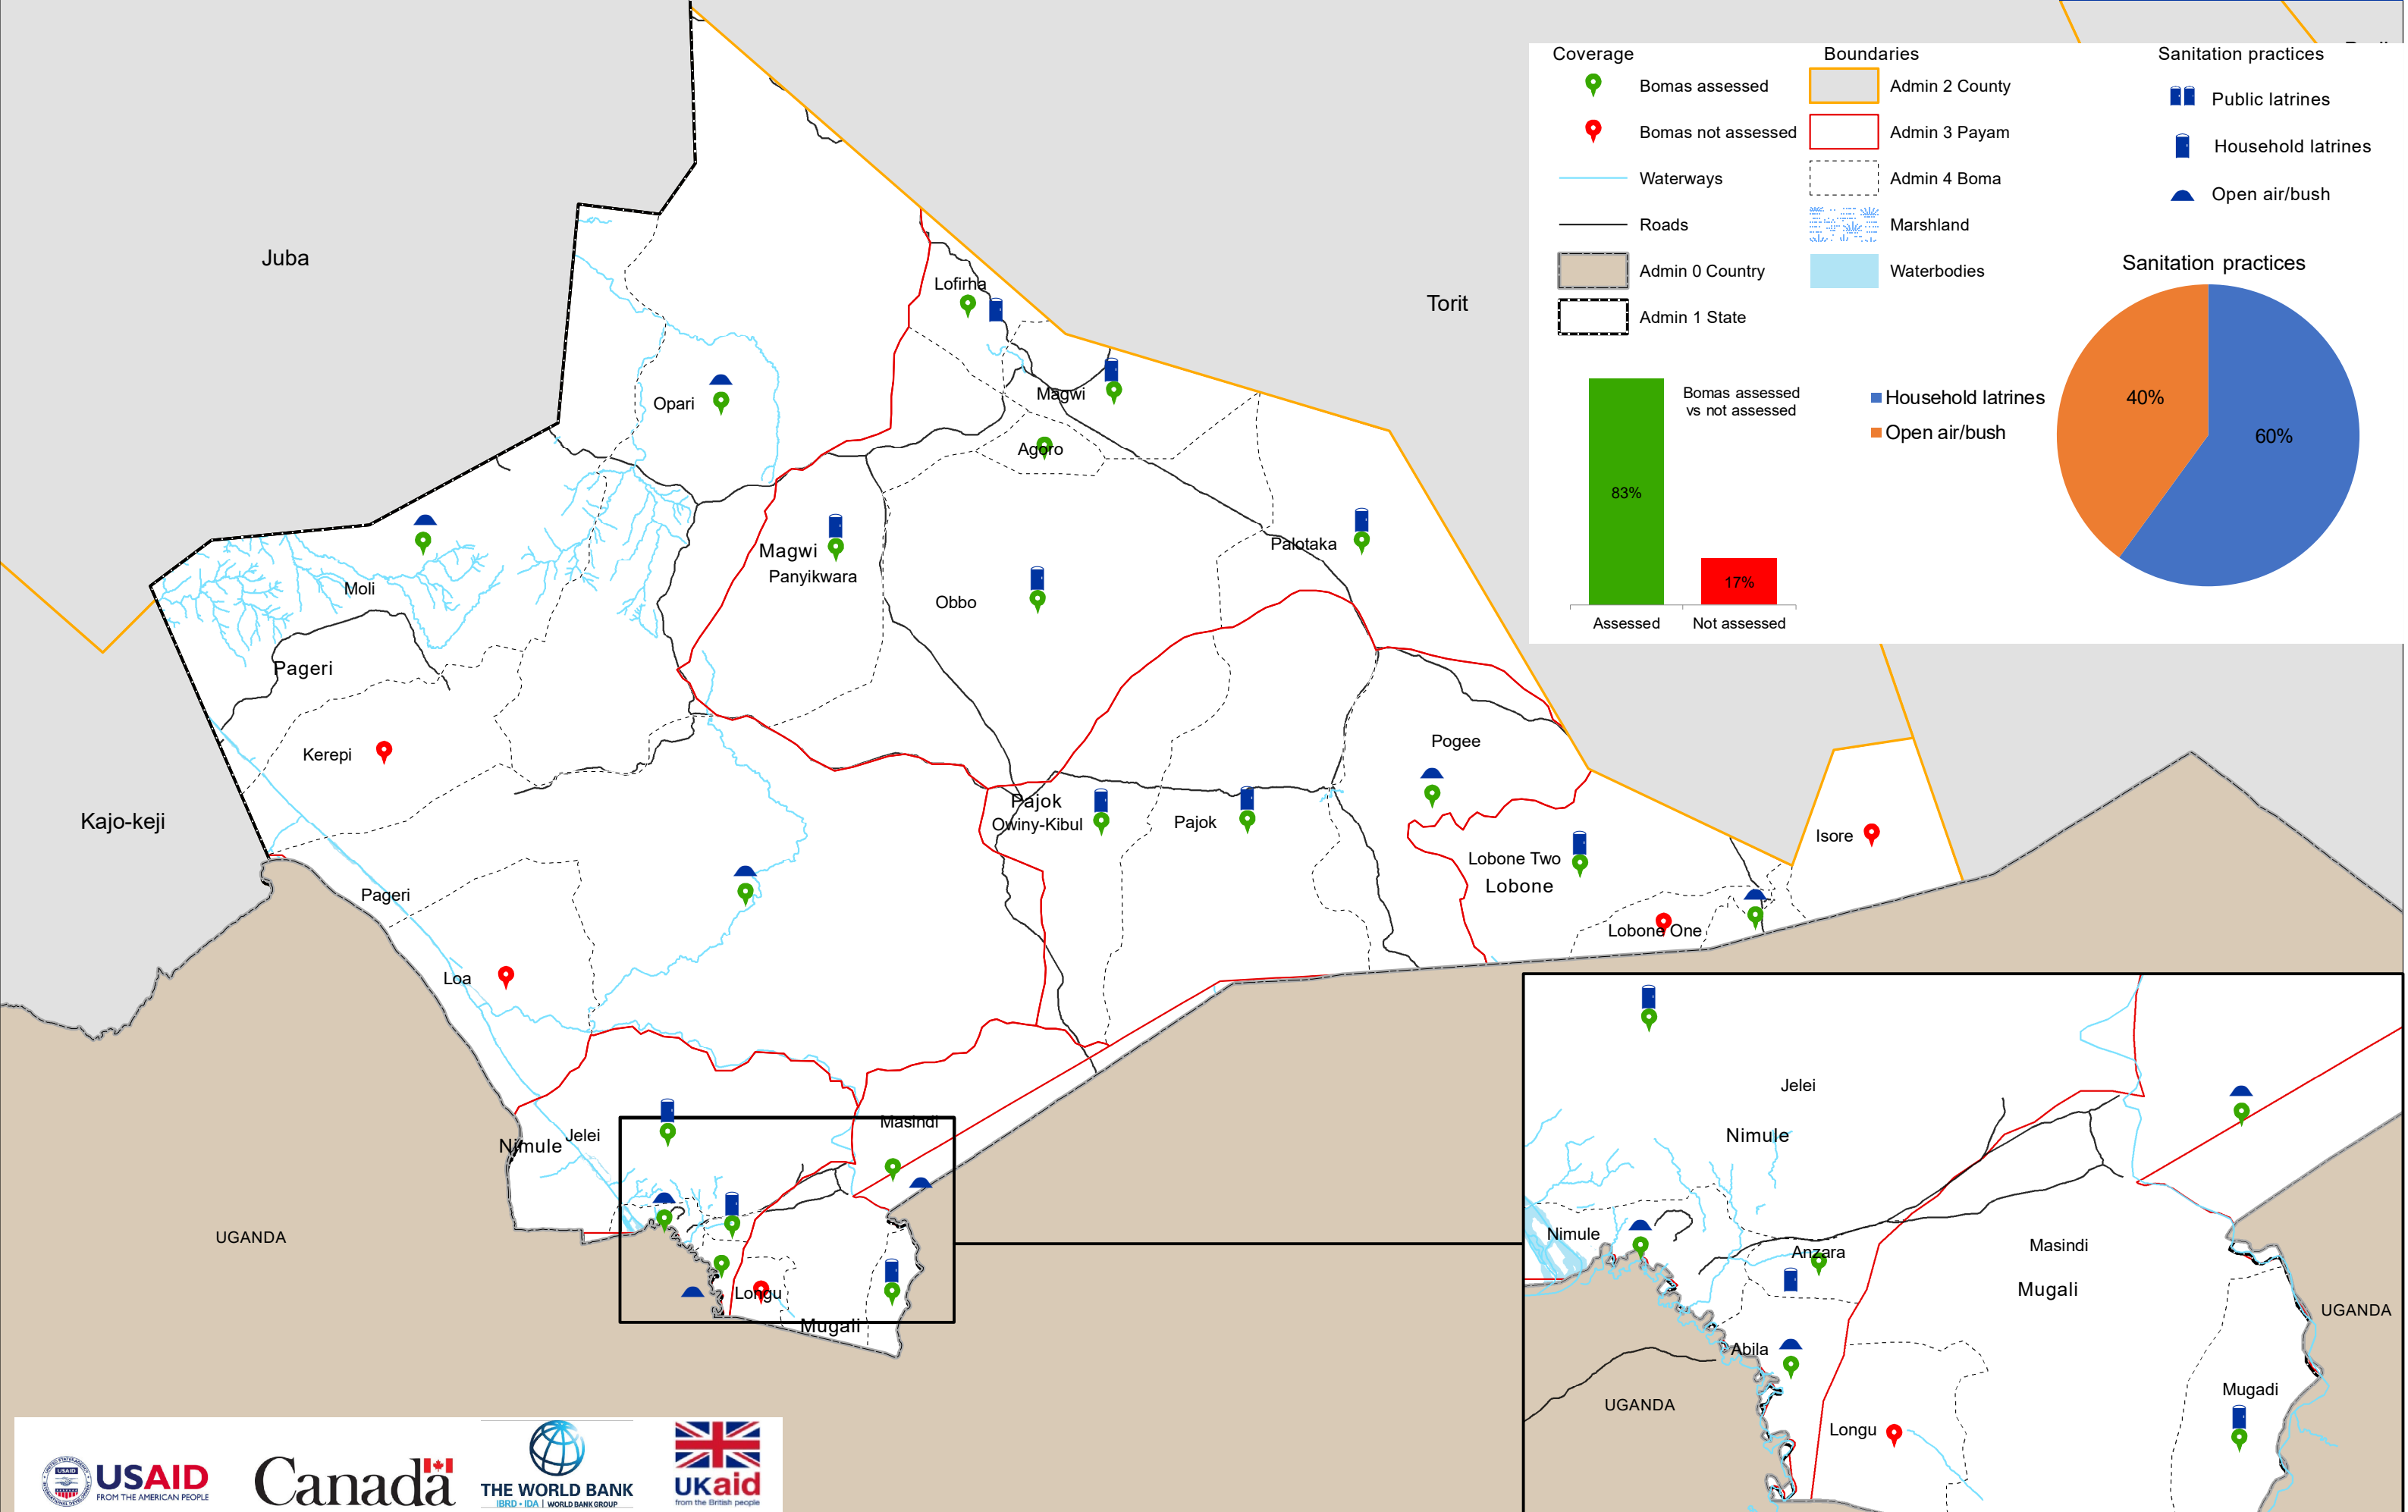 Coverage
Bomas assessed
Bomas not assessed
Waterways
Roads
Admin 0 Country
Admin 1 State
Boundaries
Admin 2 County
Admin 3 Payam
Admin 4 Boma
Marshland
Waterbodies
Sanitation practices
Public latrines
Household latrines
Open air/bush
Bomas assessed
vs not assessed
83%
17%
Assessed
Not assessed
Sanitation practices
Household latrines
Open air/bush
40%
60%
Juba
Torit
Lofirha
Opari
Magwi
Agoro
Magwi
Panyikwara
Palotaka
Moli
Obbo
Pageri
Kerepi
Pogee
Kajo-keji
Pajok
Owiny-Kibul
Pajok
Isore
Lobone Two
Lobone
Pageri
Lobone One
Loa
Masindi
Nimule
Jelei
UGANDA
Longu
Mugali
Jelei
Nimule
Nimule
Anzara
Masindi
Mugali
UGANDA
Abila
UGANDA
Mugadi
Longu
USAID
FROM THE AMERICAN PEOPLE
Canada
THE WORLD BANK
IBRD • IDA | WORLD BANK GROUP
UKaid
from the British people